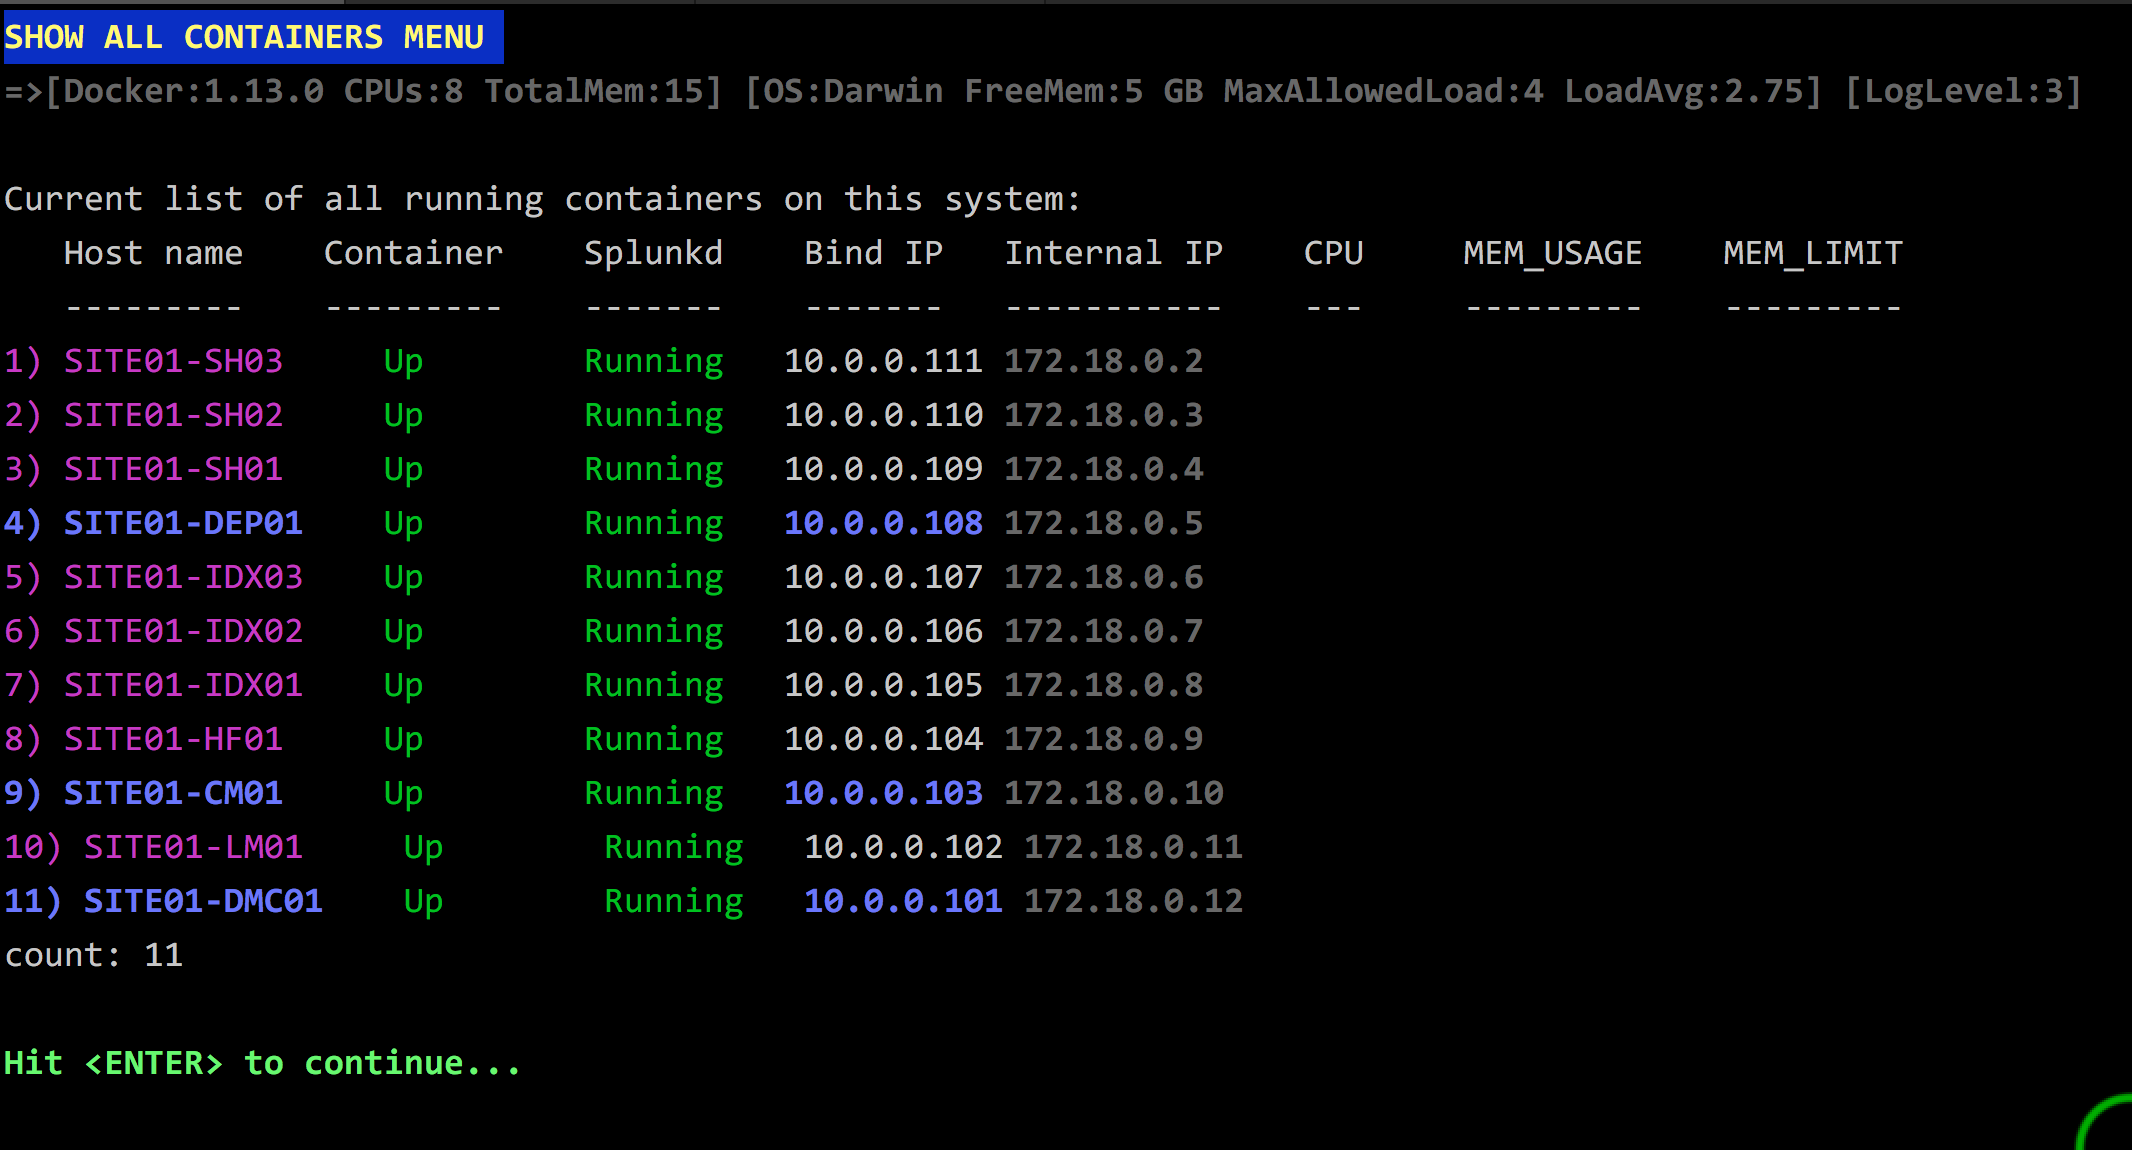 SHOW ALL CONTAINERS MENU
=>[Docker:1.13.0 CPUs:8 TotalMem:15] [OS:Darwin FreeMem:5 GB MaxAllowedLoad:4 LoadAvg:2.75] [LogLevel:3]
Current list of all running containers on this system:
Host name Container Splunkd Bind IP Internal IP CPU MEM_USAGE MEM_LIMIT
--------- --------- ------- ------- ----------- --- --------- ---------
1) SITE01-SH03 Up Running 10.0.0.111 172.18.0.2
2) SITE01-SH02 Up Running 10.0.0.110 172.18.0.3
3) SITE01-SH01 Up Running 10.0.0.109 172.18.0.4
4) SITE01-DEP01 Up Running 10.0.0.108 172.18.0.5
5) SITE01-IDX03 Up Running 10.0.0.107 172.18.0.6
6) SITE01-IDX02 Up Running 10.0.0.106 172.18.0.7
7) SITE01-IDX01 Up Running 10.0.0.105 172.18.0.8
8) SITE01-HF01 Up Running 10.0.0.104 172.18.0.9
9) SITE01-CM01 Up Running 10.0.0.103 172.18.0.10
10) SITE01-LM01 Up Running 10.0.0.102 172.18.0.11
11) SITE01-DMC01 Up Running 10.0.0.101 172.18.0.12
count: 11
Hit <ENTER> to continue...